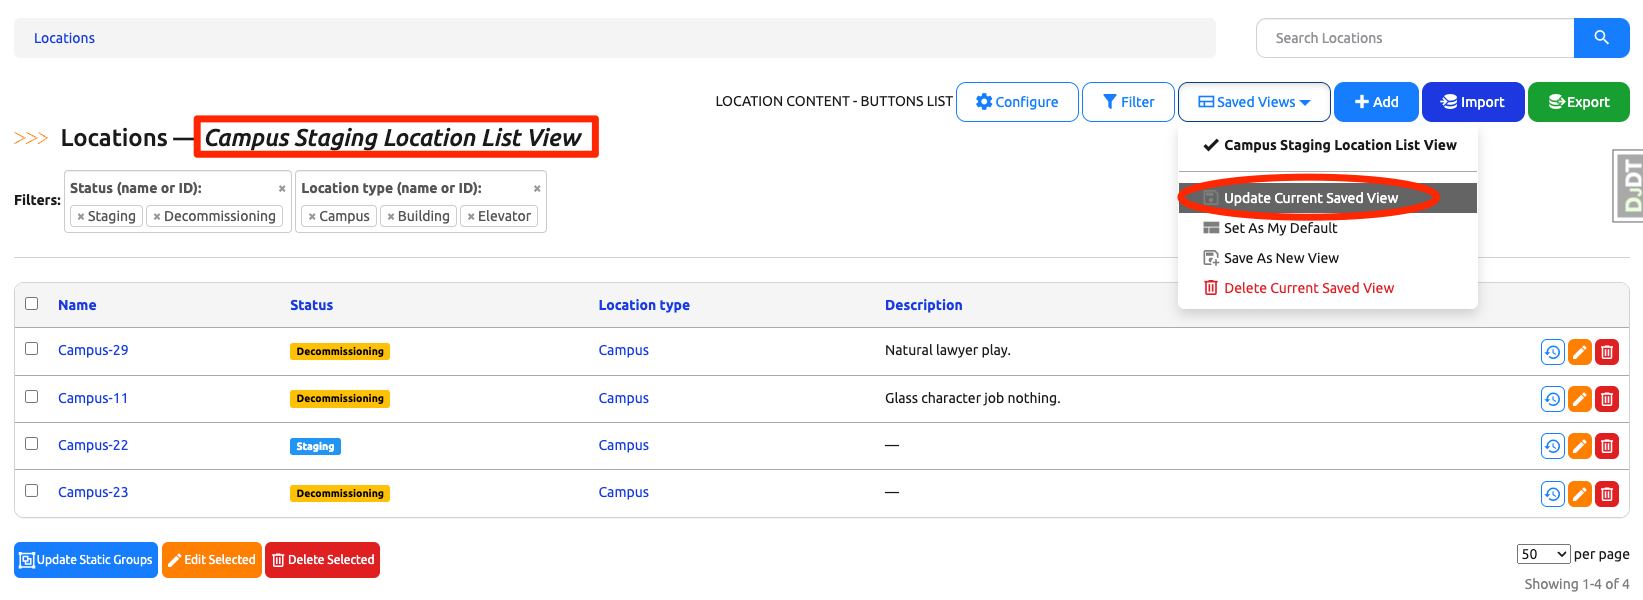 Locations
Search Locations
LOCATION CONTENT - BUTTONS LIST Configure Filter Saved Views Add Import Export
>>> Locations — Campus Staging Location List View
✔ Campus Staging Location List View
Update Current Saved View
Set As My Default
Save As New View
Delete Current Saved View
DJDT
Filters:
Status (name or ID): ×
× Staging × Decommissioning
Location type (name or ID): ×
× Campus × Building × Elevator
Name Status Location type Description
Campus-29 Decommissioning Campus Natural lawyer play.
Campus-11 Decommissioning Campus Glass character job nothing.
Campus-22 Staging Campus —
Campus-23 Decommissioning Campus —
Update Static Groups Edit Selected Delete Selected
50 per page
Showing 1-4 of 4